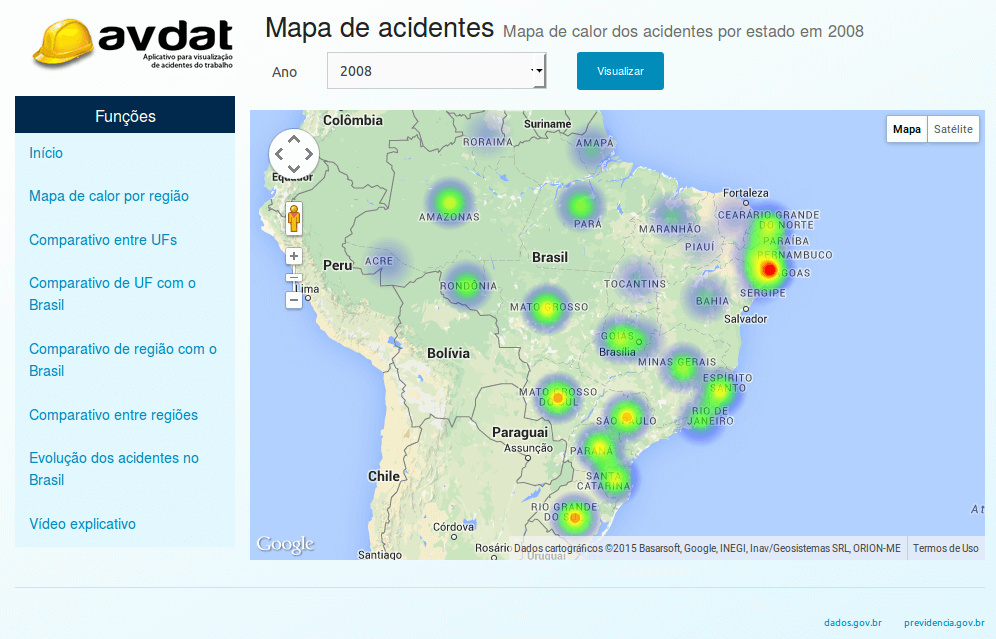 avdat
Aplicativo para visualização
de acidentes do trabalho
Mapa de acidentes Mapa de calor dos acidentes por estado em 2008
Ano
2008
Visualizar
Funções
Início
Mapa de calor por região
Comparativo entre UFs
Comparativo de UF com o
Brasil
Comparativo de região com o
Brasil
Comparativo entre regiões
Evolução dos acidentes no
Brasil
Vídeo explicativo
Mapa
Satélite
Colômbia
Suriname
RORAIMA
AMAPÁ
Equador
AMAZONAS
PARÁ
MARANHÃO
Fortaleza
CEARÁ
RIO GRANDE
DO NORTE
PIAUÍ
PARAÍBA
PERNAMBUCO
Brasil
ACRE
Peru
RONDÔNIA
TOCANTINS
AGOAS
SERGIPE
Lima
BAHIA
Salvador
MATO GROSSO
GOIÁS
Brasília
Bolívia
MINAS GERAIS
ESPÍRITO
SANTO
MATO GROSSO
DO SUL
SÃO PAULO
RIO DE
JANEIRO
Paraguai
Assunção
PARANÁ
Chile
SANTA
CATARINA
RIO GRANDE
DO SUL
Córdova
Rosário
Santiago
Uruguai
At
Google
Dados cartográficos ©2015 Basarsoft, Google, INEGI, Inav/Geosistemas SRL, ORION-ME
Termos de Uso
dados.gov.br
previdencia.gov.br